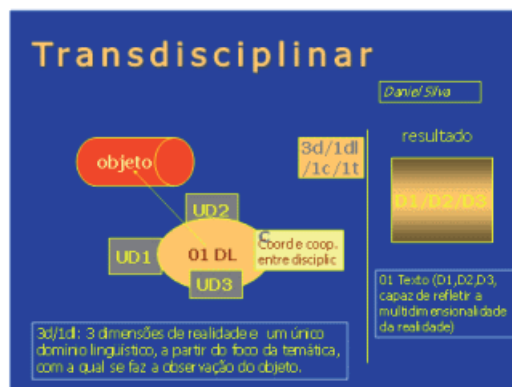 Transdisciplinar
Daniel Silva
objeto
3d/1dl
/1c/1t
resultado
D1/D2/D3
UD2
C
Coord e coop.
entre disciplic
UD1
01 DL
UD3
01 Texto (D1,D2,D3,
capaz de refletir a
multidimensionalidade
da realidade)
3d/1dl: 3 dimensões de realidade e um único
domínio lingüístico, a partir do foco da temática,
com a qual se faz a observação do objeto.